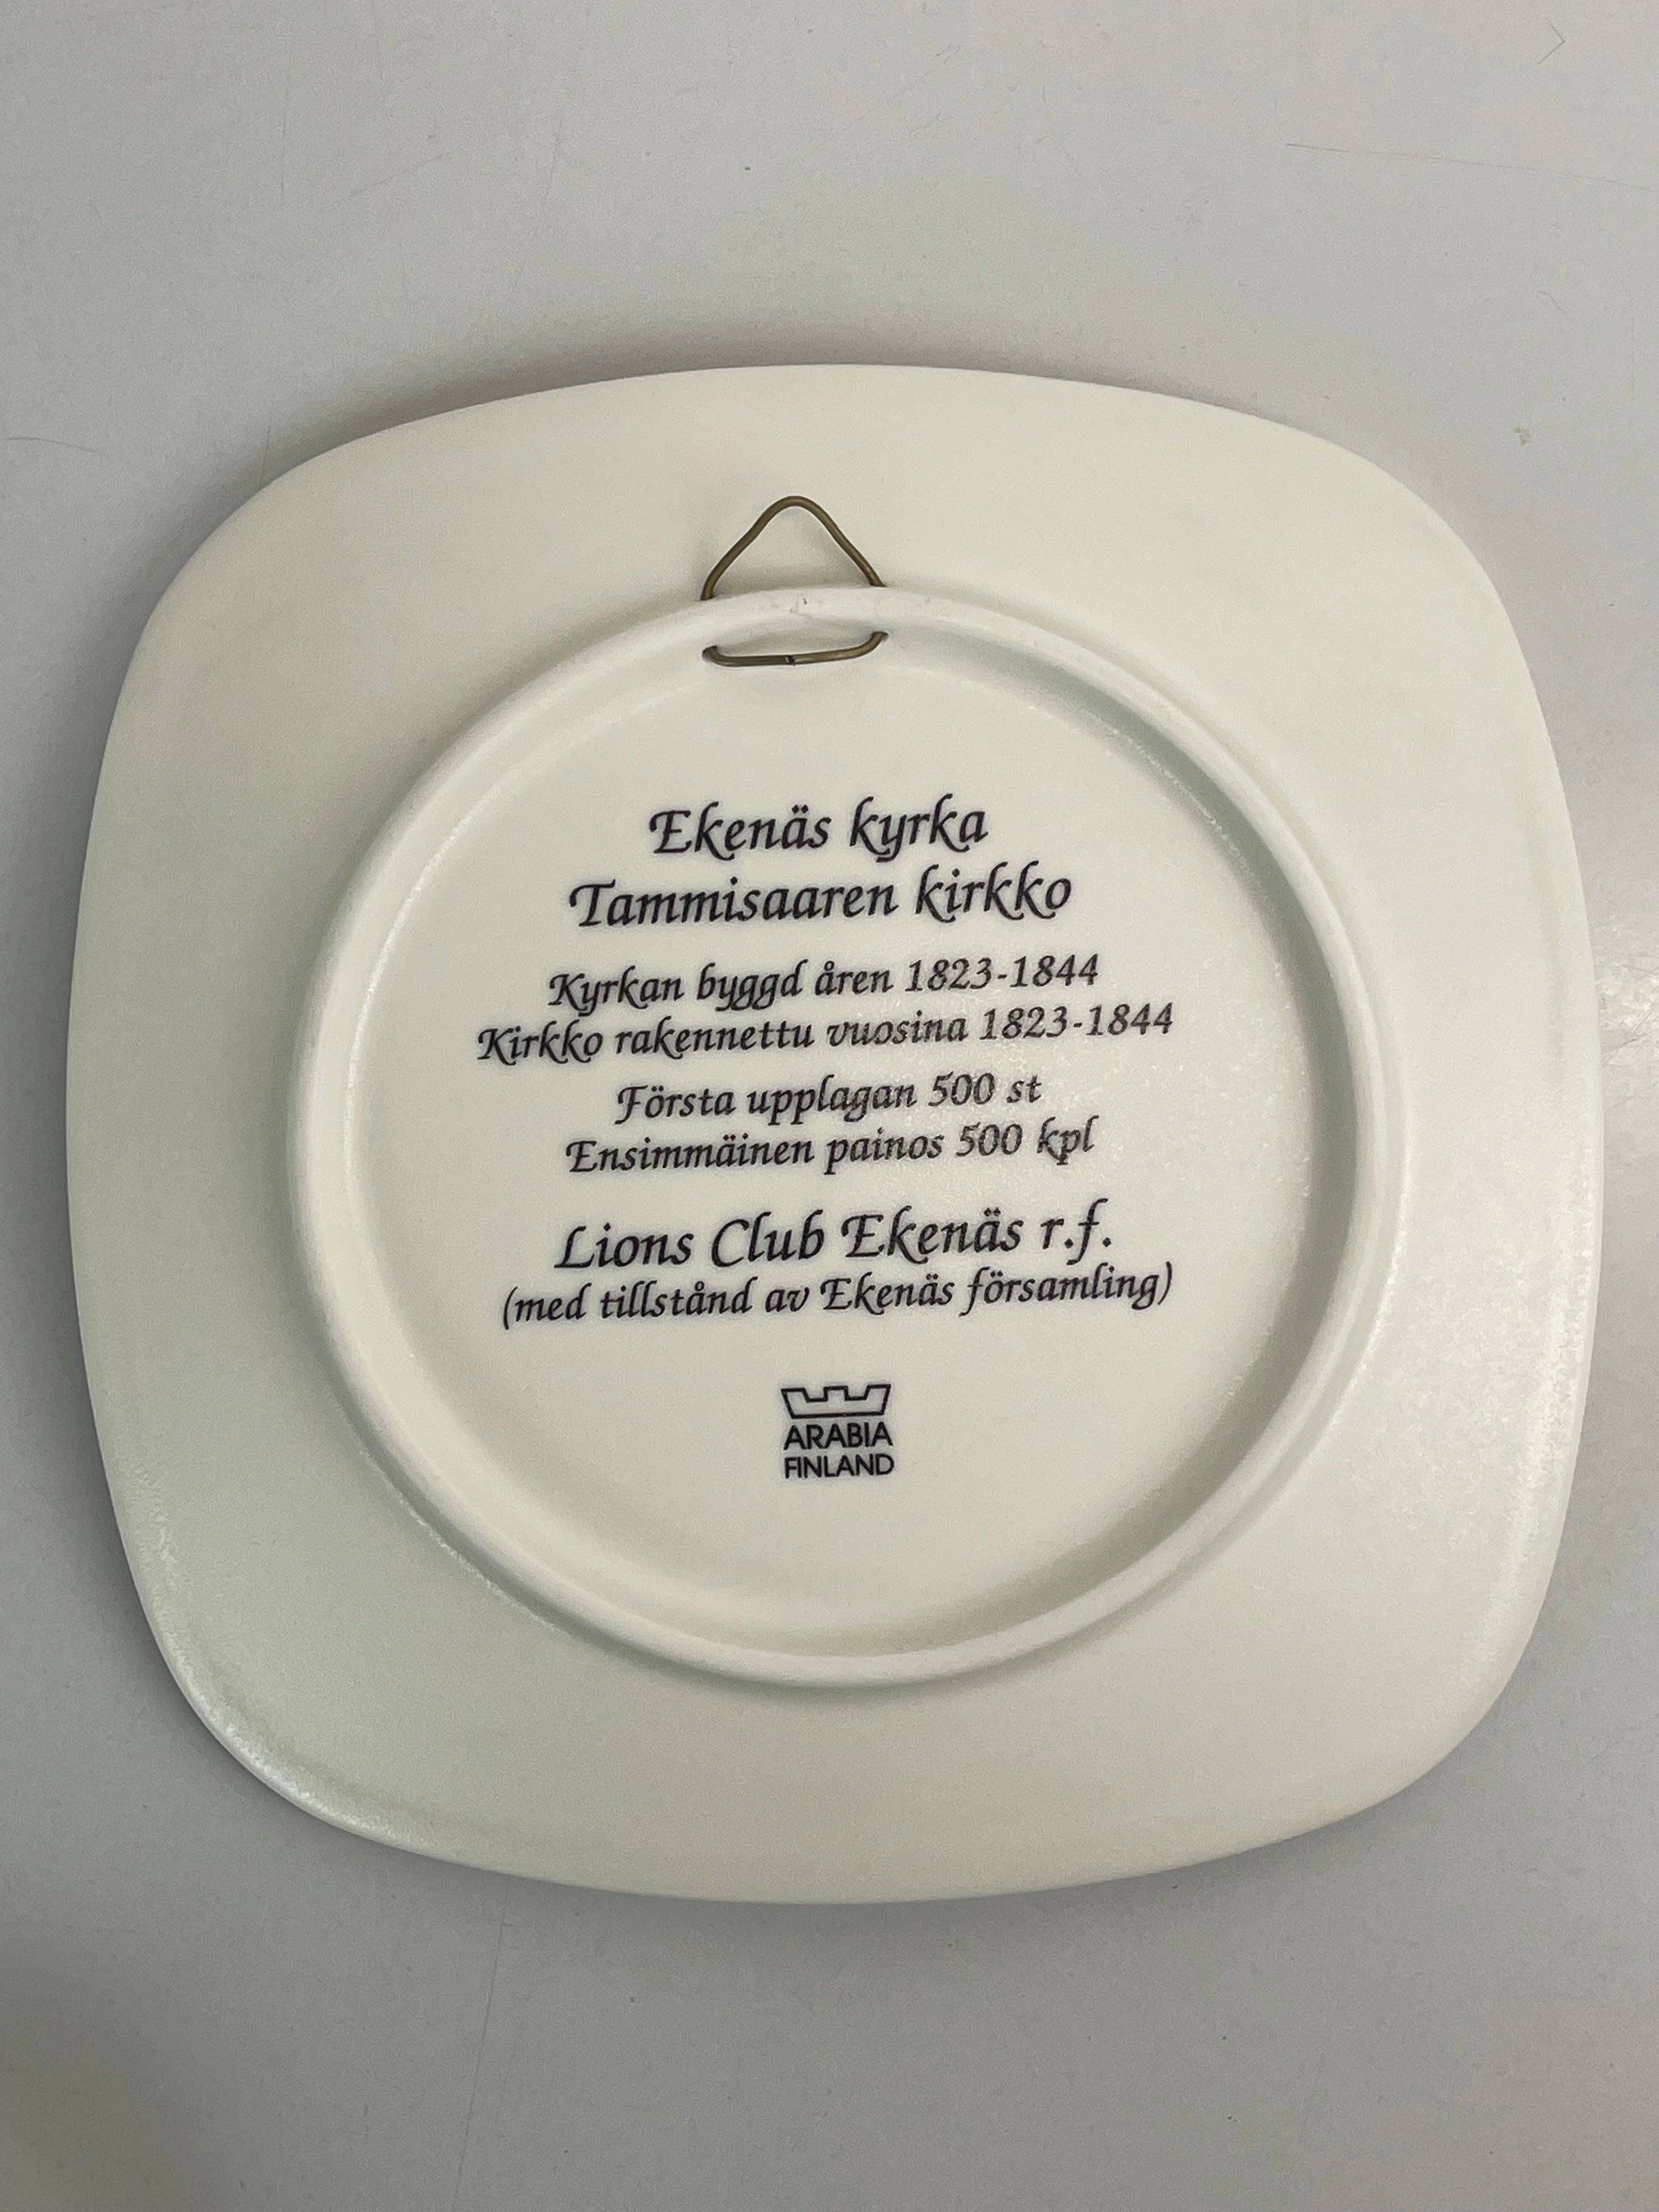 Ekenäs kyrka
Tammisaaren kirkko
Kyrkan byggd åren 1823-1844
Kirkko rakennettu vuosina 1823-1844
Första upplagan 500 st
Ensimmäinen painos 500 kpl
Lions Club Ekenäs r.f.
(med tillstånd av Ekenäs församling)
ARABIA
FINLAND